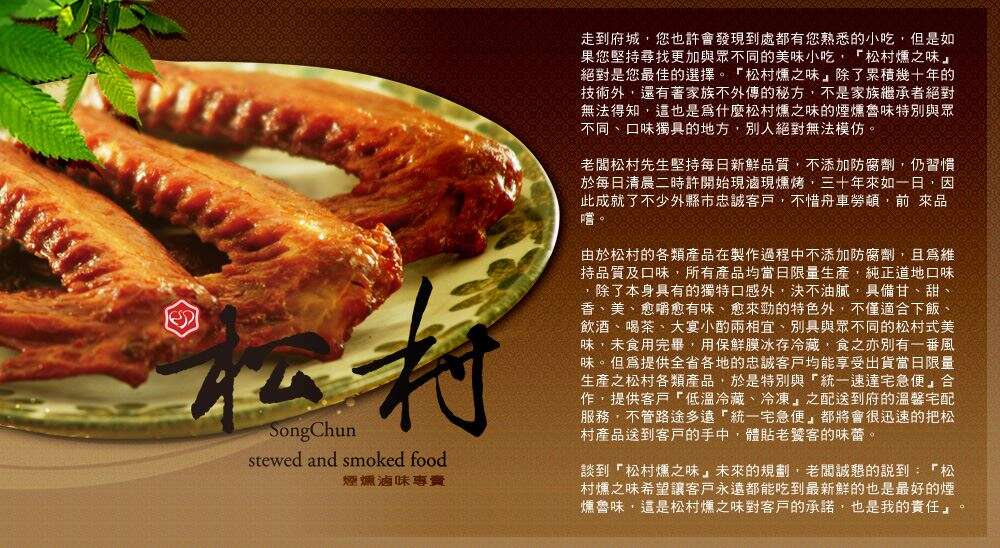 走到府城，您也許會發現到處都有您熟悉的小吃，但是如
果您堅持尋找更加與眾不同的美味小吃，『松村燻之味』
絕對是您最佳的選擇。『松村燻之味』除了累積幾十年的
技術外，還有著家族不外傳的秘方，不是家族繼承者絕對
無法得知，這也是爲什麼松村燻之味的煙燻魯味特別與眾
不同、口味獨具的地方，別人絕對無法模仿。
老闆松村先生堅持每日新鮮品質，不添加防腐劑，仍習慣
於每日清晨二時許開始現滷現燻烤，三十年來如一日，因
此成就了不少外縣市忠誠客戶，不惜舟車勞頓，前 來品
嚐。
由於松村的各類產品在製作過程中不添加防腐劑，且爲維
持品質及口味，所有產品均當日限量生產，純正道地口味
，除了本身具有的獨特口感外，決不油膩，具備甘、甜、
香、美、愈嚼愈有味、愈來勁的特色外，不僅適合下飯、
飲酒、喝茶、大宴小酌兩相宜、別具與眾不同的松村式美
味，未食用完畢，用保鮮膜冰存冷藏，食之亦別有一番風
味。但爲提供全省各地的忠誠客戶均能享受出貨當日限量
生產之松村各類產品，於是特別與『統一速達宅急便』合
作，提供客戶『低溫冷藏、冷凍』之配送到府的溫馨宅配
服務，不管路途多遠『統一宅急便』都將會很迅速的把松
村產品送到客戶的手中，體貼老饕客的味蕾。
談到『松村燻之味』未來的規劃，老闆誠懇的說到：『松
村燻之味希望讓客戶永遠都能吃到最新鮮的也是最好的煙
燻魯味，這是松村燻之味對客戶的承諾，也是我的責任』。
松村
SongChun
stewed and smoked food
煙燻滷味專賣